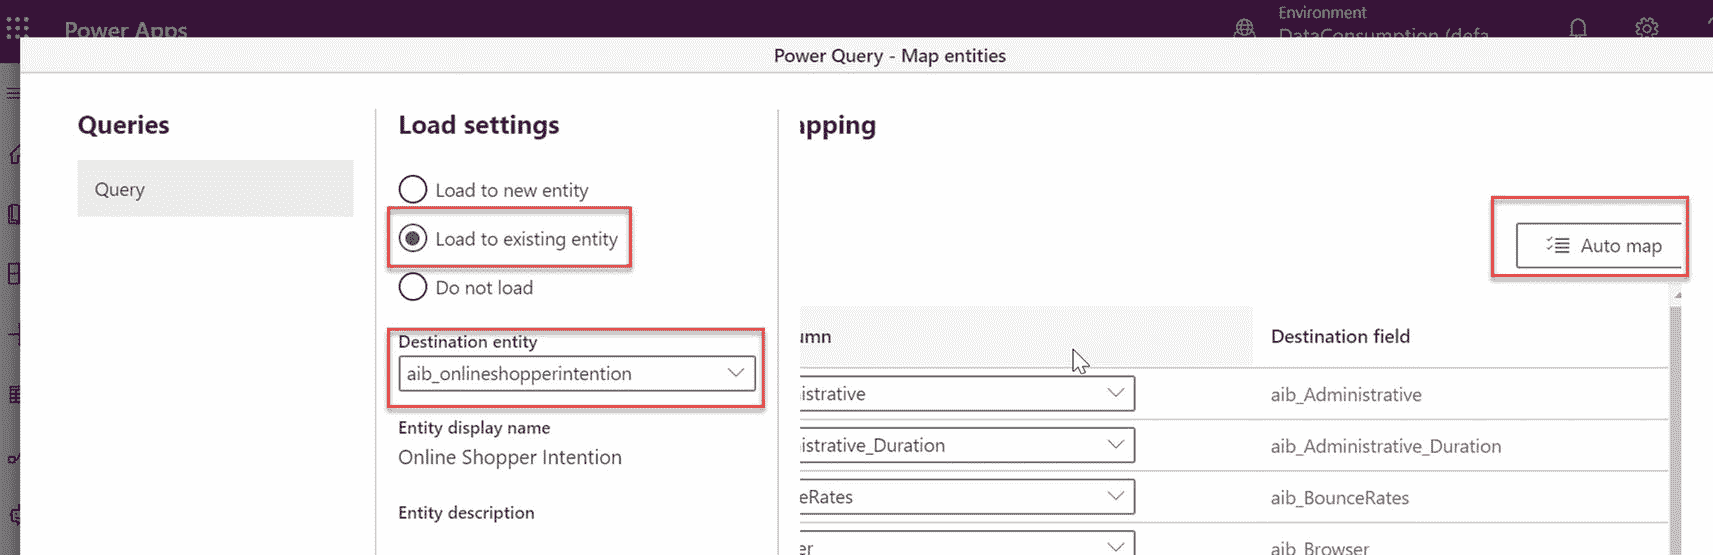 Power Apps
Environment
DataConsumption (defa
Power Query - Map entities
Queries
Query
Load settings
Load to new entity
Load to existing entity
Do not load
Destination entity
aib_onlineshopperintention
Entity display name
Online Shopper Intention
Entity description
apping
Auto map
umn
Destination field
istrative
aib_Administrative
istrative_Duration
aib_Administrative_Duration
eRates
aib_BounceRates
er
aib_Browser